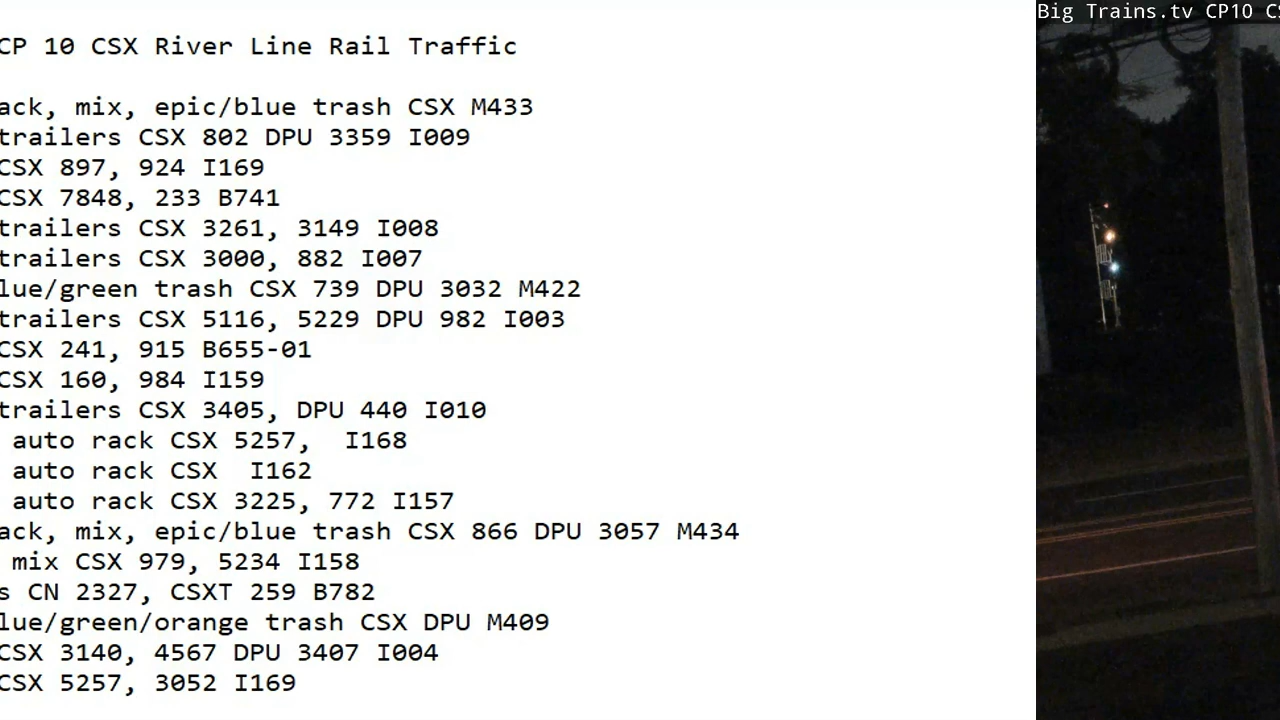 CP 10 CSX River Line Rail Traffic
ack, mix, epic/blue trash CSX M433
trailers CSX 802 DPU 3359 I009
CSX 897, 924 I169
CSX 7848, 233 B741
trailers CSX 3261, 3149 I008
trailers CSX 3000, 882 I007
lue/green trash CSX 739 DPU 3032 M422
trailers CSX 5116, 5229 DPU 982 I003
CSX 241, 915 B655-01
CSX 160, 984 I159
trailers CSX 3405, DPU 440 I010
auto rack CSX 5257,  I168
auto rack CSX  I162
auto rack CSX 3225, 772 I157
ack, mix, epic/blue trash CSX 866 DPU 3057 M434
mix CSX 979, 5234 I158
s CN 2327, CSXT 259 B782
lue/green/orange trash CSX DPU M409
CSX 3140, 4567 DPU 3407 I004
CSX 5257, 3052 I169
Big Trains.tv CP10 CS